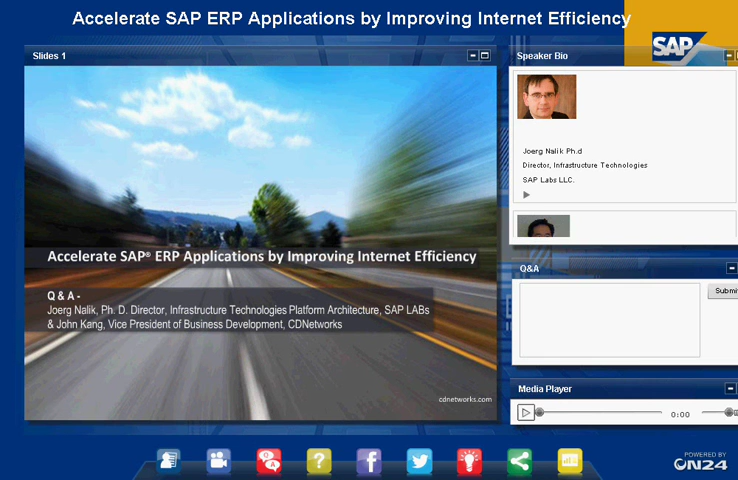 Accelerate SAP ERP Applications by Improving Internet Efficiency
SAP
Slides 1
Accelerate SAP® ERP Applications by Improving Internet Efficiency
Q & A -
Joerg Nalik, Ph. D. Director, Infrastructure Technologies Platform Architecture, SAP LABs
& John Kang, Vice President of Business Development, CDNetworks
cdnetworks.com
Speaker Bio
Joerg Nalik Ph.d
Director, Infrastructure Technologies
SAP Labs LLC.
Q&A
Submi
Media Player
0:00
Q
A
?
f
POWERED BY
ON24